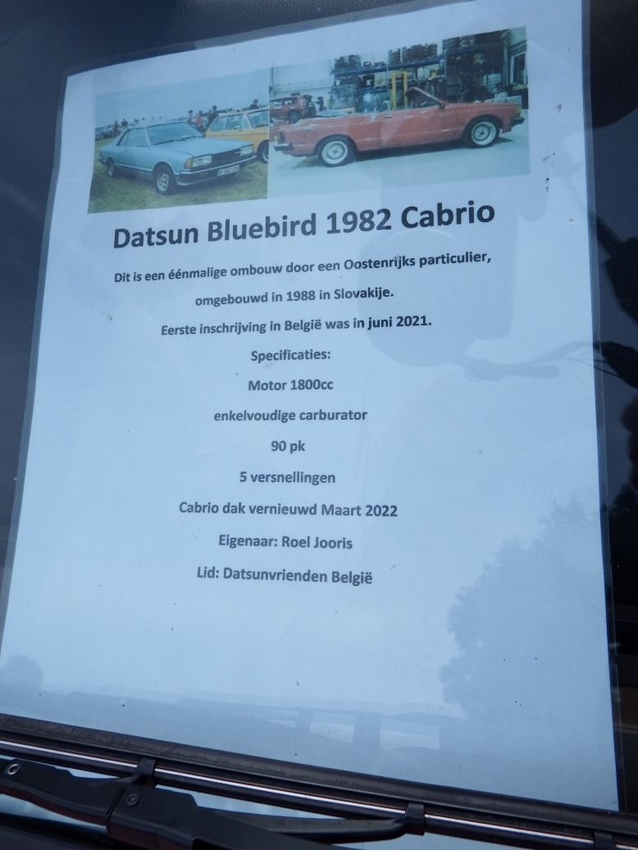 Datsun Bluebird 1982 Cabrio
Dit is een éénmalige ombouw door een Oostenrijks particulier,
omgebouwd in 1988 in Slovakije.
Eerste inschrijving in België was in juni 2021.
Specificaties:
Motor 1800cc
enkelvoudige carburator
90 pk
5 versnellingen
Cabrio dak vernieuwd Maart 2022
Eigenaar: Roel Jooris
Lid: Datsunvrienden België